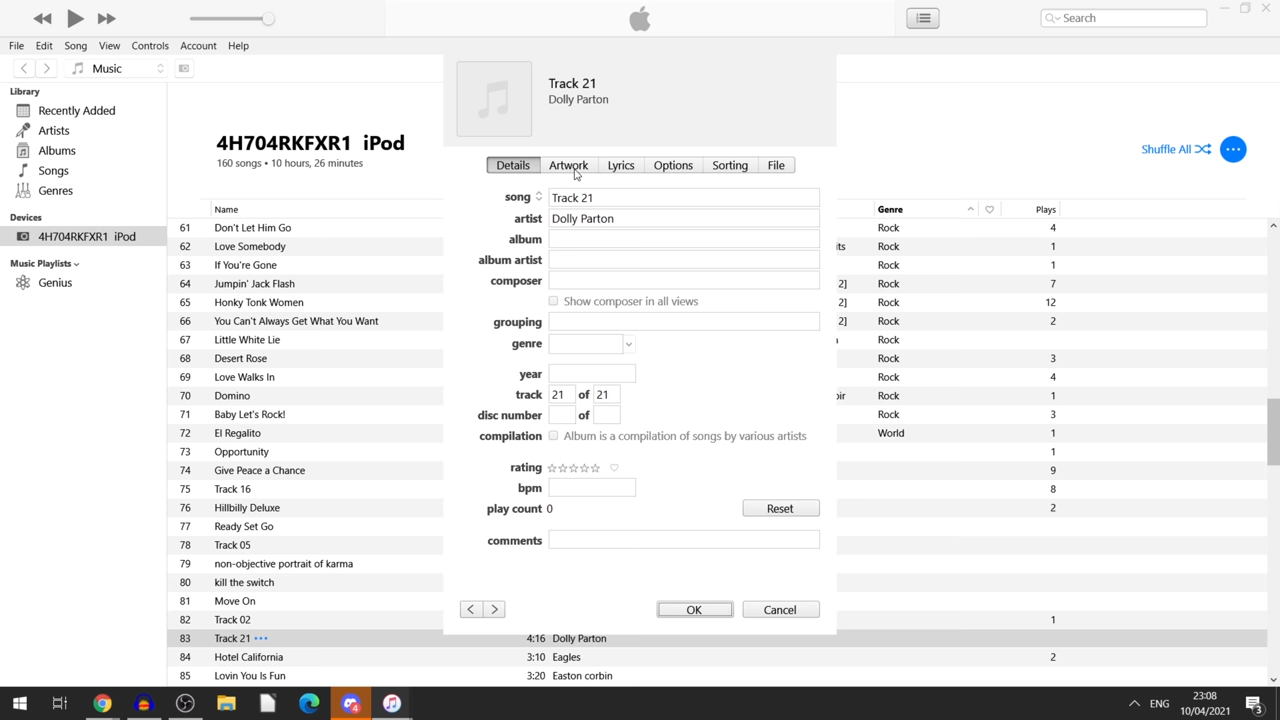 Search
File Edit Song View Controls Account Help
Music
Library
Recently Added
Artists
Albums
Songs
Genres
Devices
4H704RKFXR1 iPod
Music Playlists
Genius
4H704RKFXR1 iPod
160 songs • 10 hours, 26 minutes
Shuffle All
Name Genre Plays
61 Don't Let Him Go Rock 4
62 Love Somebody its Rock 1
63 If You're Gone Rock 1
64 Jumpin' Jack Flash 2] Rock 7
65 Honky Tonk Women 2] Rock 12
66 You Can't Always Get What You Want 2] Rock 2
67 Little White Lie Rock
68 Desert Rose Rock 3
69 Love Walks In Rock 4
70 Domino oir Rock 1
71 Baby Let's Rock! Rock 3
72 El Regalito World 1
73 Opportunity 1
74 Give Peace a Chance 9
75 Track 16 8
76 Hillbilly Deluxe 2
77 Ready Set Go
78 Track 05
79 non-objective portrait of karma
80 kill the switch
81 Move On
82 Track 02 1
83 Track 21 ••• 4:16 Dolly Parton
84 Hotel California 3:10 Eagles 2
85 Lovin You Is Fun 3:20 Easton corbin
Track 21
Dolly Parton
Details Artwork Lyrics Options Sorting File
song Track 21
artist Dolly Parton
album
album artist
composer
Show composer in all views
grouping
genre
year
track 21 of 21
disc number of
compilation Album is a compilation of songs by various artists
rating
bpm
play count 0 Reset
comments
< > OK Cancel
ENG
23:08
10/04/2021
3